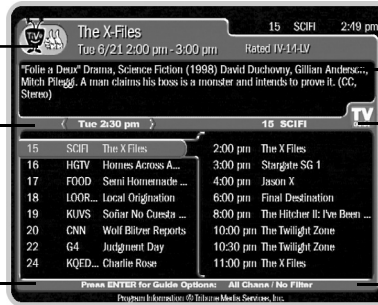 TiVo
The X-Files
15 SCIFI 2:49 pm
Tue 6/21 2:00 pm - 3:00 pm
Rated IV-14-LV
"Folie a Deux" Drama, Science Fiction (1998) David Duchovny, Gillian Anderson,
Mitch Pileggi. A man claims his boss is a monster and intends to prove it. (CC,
Stereo)
TV
Tue 2:30 pm
15 SCIFI
15 SCIFI The X Files
16 HGTV Homes Across A...
17 FOOD Semi Homemade ...
18 LOOR... Local Origination
19 KUVS Soñar No Cuesta ...
20 CNN Wolf Blitzer Reports
22 G4 Judgment Day
24 KQED... Charlie Rose
2:00 pm The X Files
3:00 pm Stargate SG 1
4:00 pm Jason X
6:00 pm Final Destination
8:00 pm The Hitcher II: I've Been ...
10:00 pm The Twilight Zone
10:30 pm The Twilight Zone
11:00 pm The X Files
Press ENTER for Guide Options: All Chans / No Filter
Program Information © Tribune Media Services, Inc.